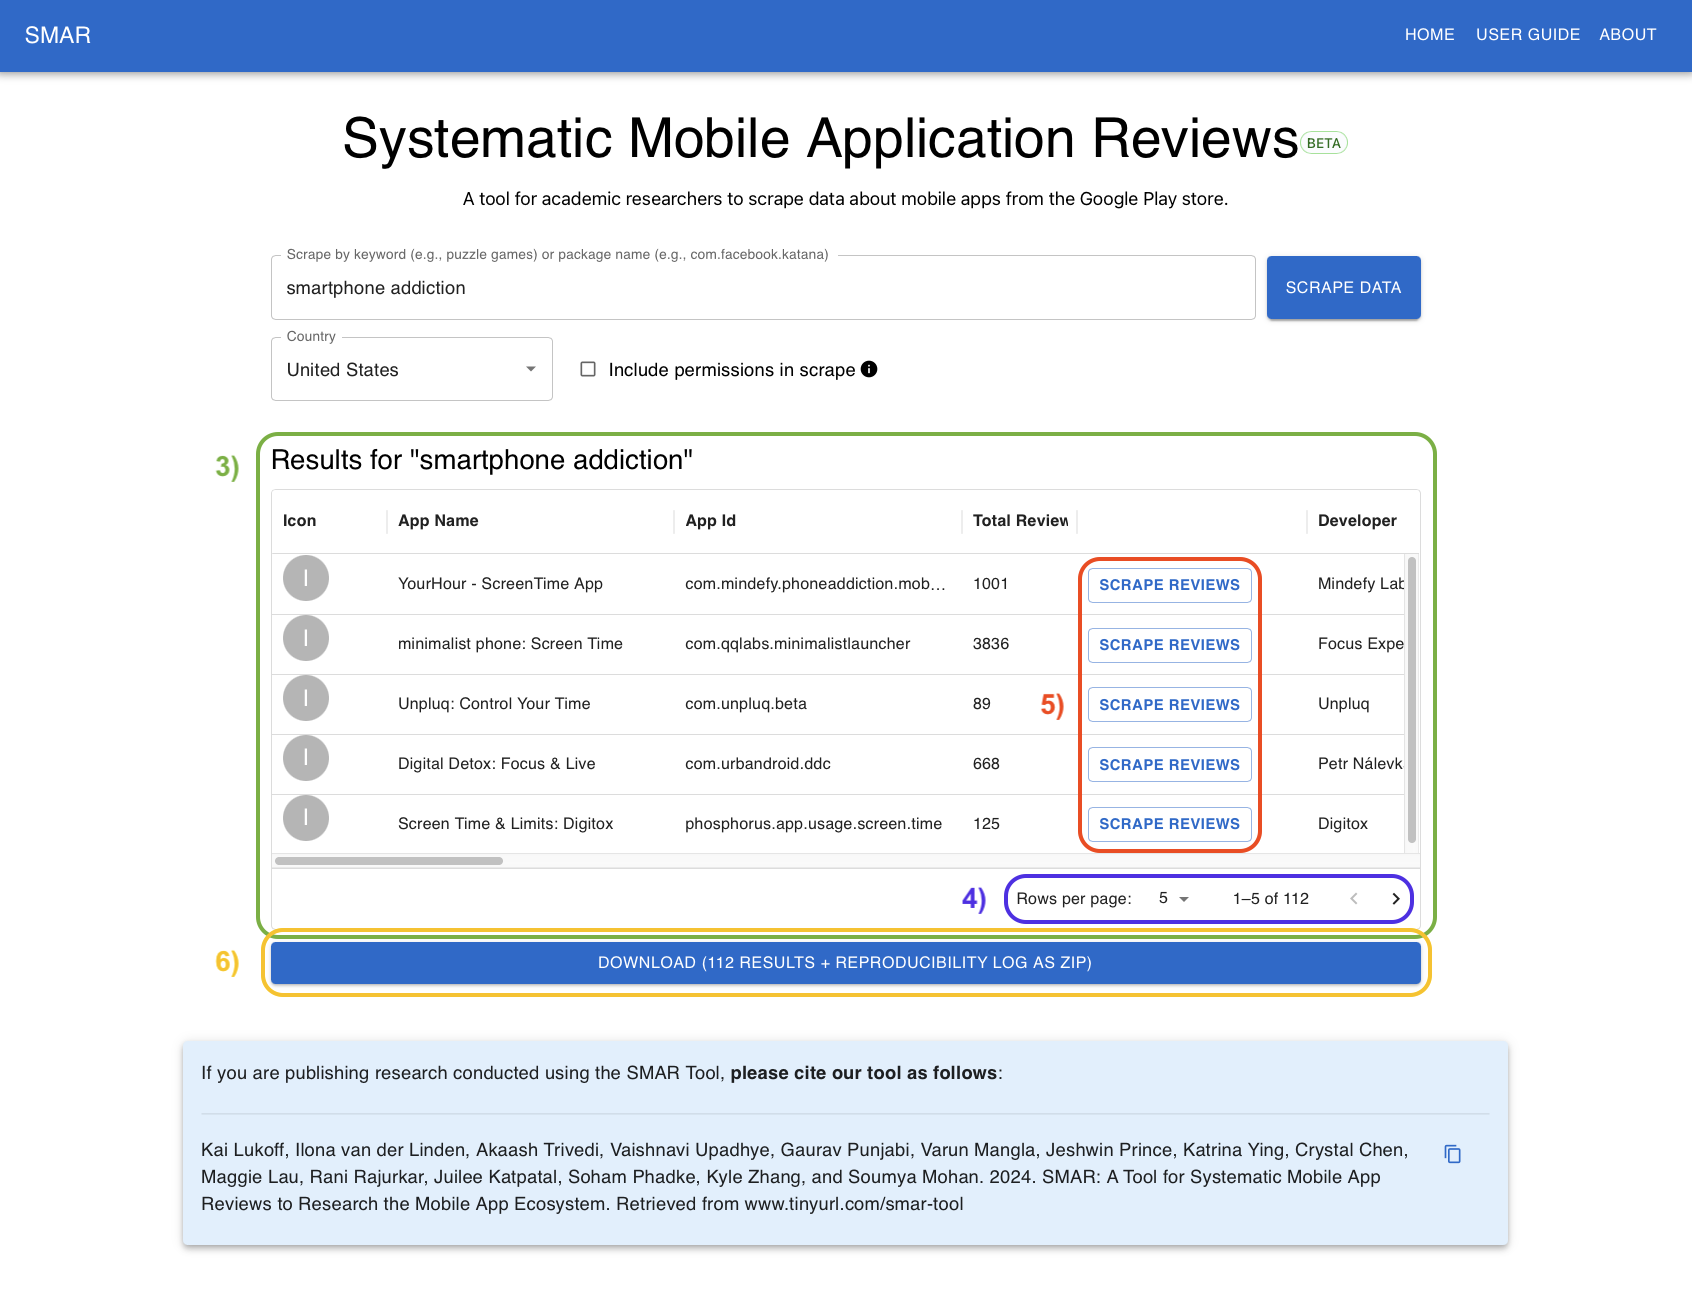 SMAR
HOME USER GUIDE ABOUT
Systematic Mobile Application Reviews BETA
A tool for academic researchers to scrape data about mobile apps from the Google Play store.
Scrape by keyword (e.g., puzzle games) or package name (e.g., com.facebook.katana)
smartphone addiction
SCRAPE DATA
Country
United States
Include permissions in scrape
3)
Results for "smartphone addiction"
Icon App Name App Id Total Review Developer
I YourHour - ScreenTime App com.mindefy.phoneaddiction.mob... 1001 SCRAPE REVIEWS Mindefy Lab
I minimalist phone: Screen Time com.qqlabs.minimalistlauncher 3836 SCRAPE REVIEWS Focus Expe
I Unpluq: Control Your Time com.unpluq.beta 89 5) SCRAPE REVIEWS Unpluq
I Digital Detox: Focus & Live com.urbandroid.ddc 668 SCRAPE REVIEWS Petr Nálevk
I Screen Time & Limits: Digitox phosphorus.app.usage.screen.time 125 SCRAPE REVIEWS Digitox
4) Rows per page: 5 1–5 of 112
6) DOWNLOAD (112 RESULTS + REPRODUCIBILITY LOG AS ZIP)
If you are publishing research conducted using the SMAR Tool, please cite our tool as follows:
Kai Lukoff, Ilona van der Linden, Akaash Trivedi, Vaishnavi Upadhye, Gaurav Punjabi, Varun Mangla, Jeshwin Prince, Katrina Ying, Crystal Chen,
Maggie Lau, Rani Rajurkar, Juilee Katpatal, Soham Phadke, Kyle Zhang, and Soumya Mohan. 2024. SMAR: A Tool for Systematic Mobile App
Reviews to Research the Mobile App Ecosystem. Retrieved from www.tinyurl.com/smar-tool